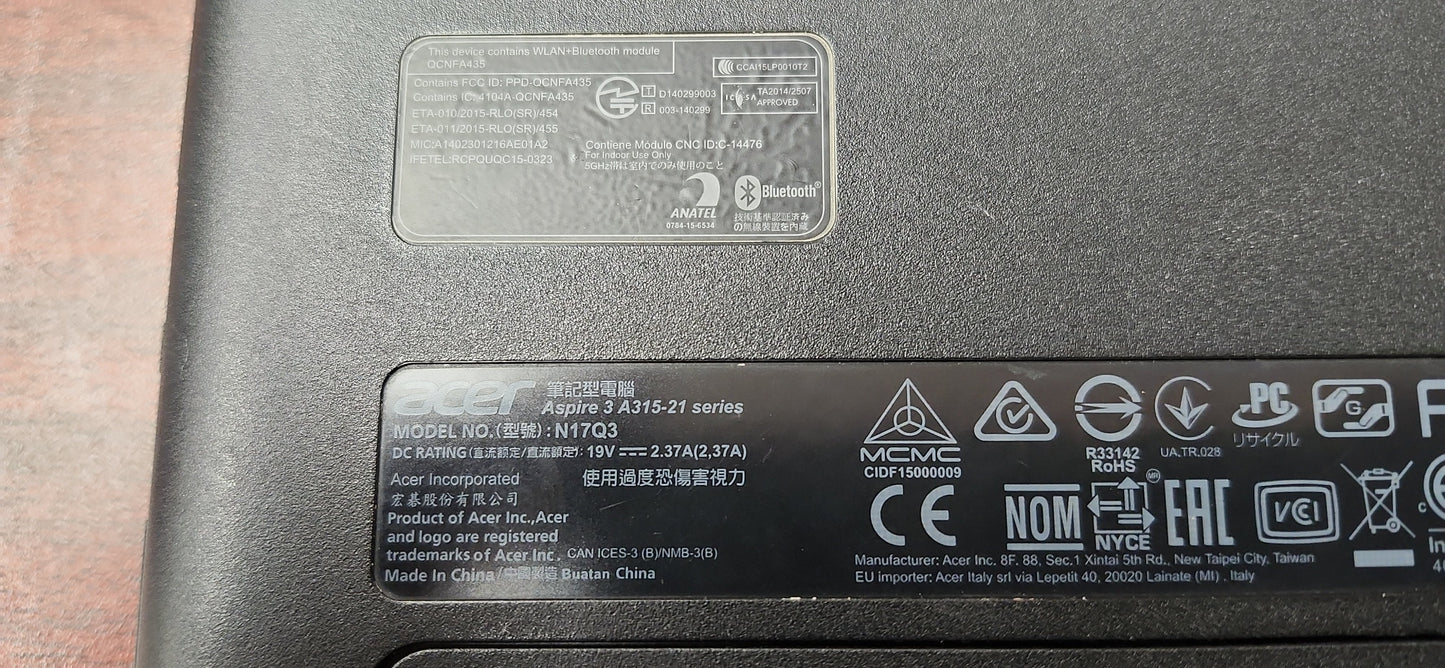 This device contains WLAN+Bluetooth module
QCNFA435
Contains FCC ID: PPD-QCNFA435
Contains IC: 4104A-QCNFA435
ETA-010/2015-RLO(SR)/454
ETA-011/2015-RLO(SR)/455
MIC:A1402301216AE01A2
IFETEL:RCPQUQC15-0323
T D140299003
R 003-140299
CCAI15LP0010T2
ICASA
TA2014/2507
APPROVED
Contiene Módulo CNC ID:C-14476
For Indoor Use Only
5GHz帯は室内でのみ使用のこと
ANATEL
0784-15-6534
Bluetooth®
技術基準認証済み
の無線装置を内蔵
acer 筆記型電腦
Aspire 3 A315-21 series
MODEL NO.(型號) : N17Q3
DC RATING (直流額定/直流額定): 19V 2.37A(2,37A)
Acer Incorporated 使用過度恐傷害視力
宏碁股份有限公司
Product of Acer Inc.,Acer
and logo are registered
trademarks of Acer Inc. CAN ICES-3 (B)/NMB-3(B)
Made In China/中國製造 Buatan China
MCMC
CIDF15000009
R33142
RoHS
UA.TR.028
PC
リサイクル
G
CE
NOM
NYCE
MR
EAC
VCCI
c
Manufacturer: Acer Inc. 8F. 88, Sec.1 Xintai 5th Rd., New Taipei City, Taiwan
EU importer: Acer Italy srl via Lepetit 40, 20020 Lainate (MI) . Italy